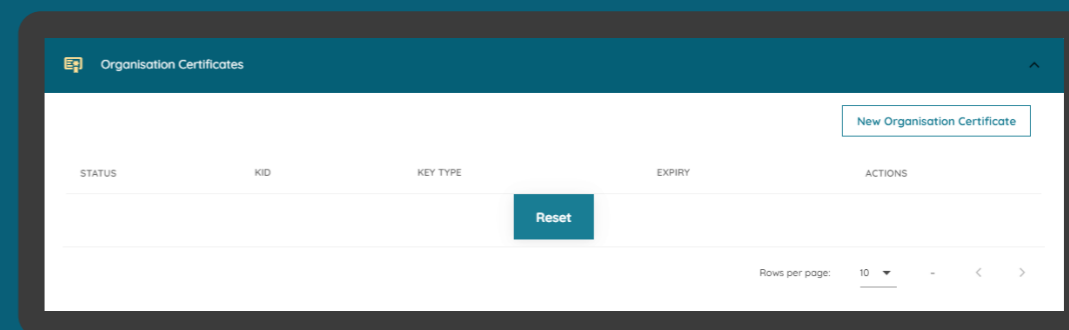 Organisation Certificates
New Organisation Certificate
STATUS KID KEY TYPE EXPIRY ACTIONS
Reset
Rows per page: 10 -